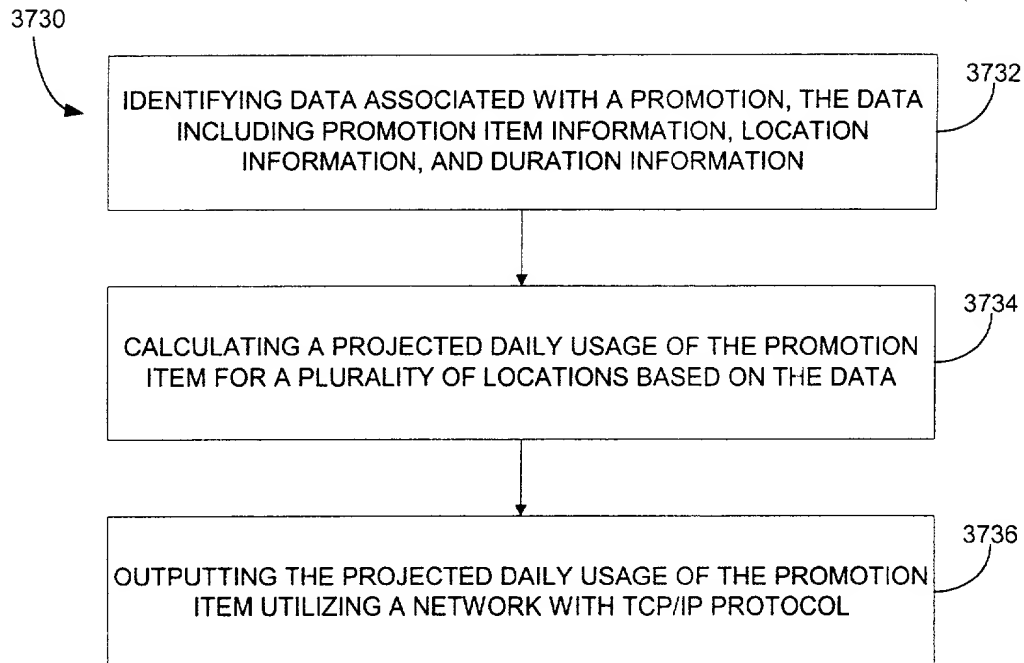 3730
3732
IDENTIFYING DATA ASSOCIATED WITH A PROMOTION, THE DATA
INCLUDING PROMOTION ITEM INFORMATION, LOCATION
INFORMATION, AND DURATION INFORMATION
3734
CALCULATING A PROJECTED DAILY USAGE OF THE PROMOTION
ITEM FOR A PLURALITY OF LOCATIONS BASED ON THE DATA
3736
OUTPUTTING THE PROJECTED DAILY USAGE OF THE PROMOTION
ITEM UTILIZING A NETWORK WITH TCP/IP PROTOCOL